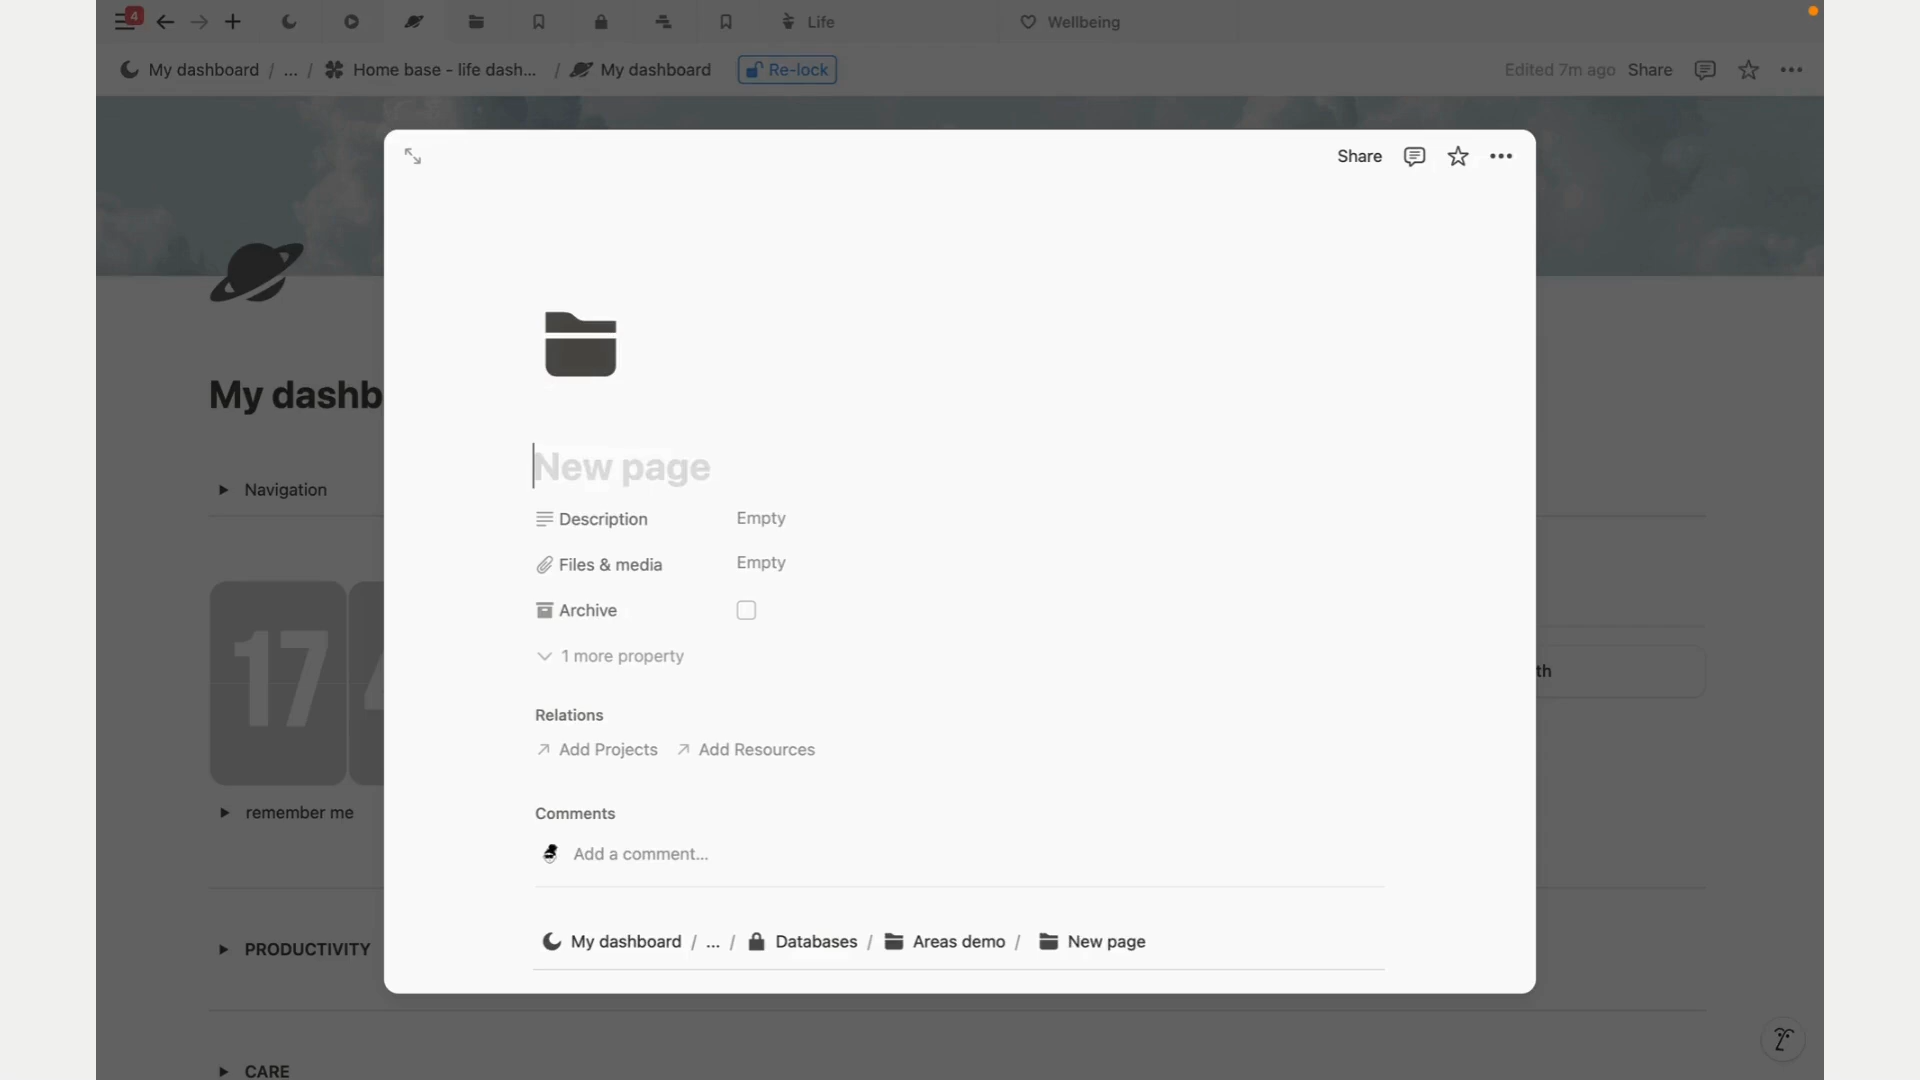 4
Life
Wellbeing
My dashboard / ... / Home base - life dash... / My dashboard Re-lock
Edited 7m ago Share
Share
My dashb
New page
Navigation
Description Empty
Files & media Empty
Archive
1 more property
17
th
Relations
Add Projects Add Resources
remember me
Comments
Add a comment...
My dashboard / ... / Databases / Areas demo / New page
PRODUCTIVITY
CARE